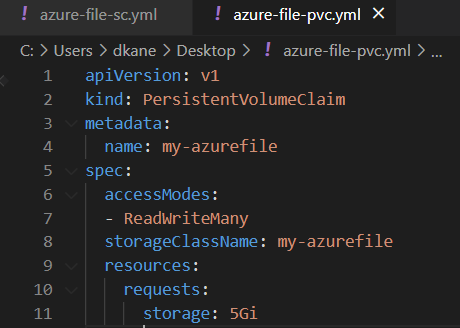 ! azure-file-sc.yml ! azure-file-pvc.yml ×
C: > Users > dkane > Desktop > ! azure-file-pvc.yml > ...
1 apiVersion: v1
2 kind: PersistentVolumeClaim
3 metadata:
4 name: my-azurefile
5 spec:
6 accessModes:
7 - ReadWriteMany
8 storageClassName: my-azurefile
9 resources:
10 requests:
11 storage: 5Gi